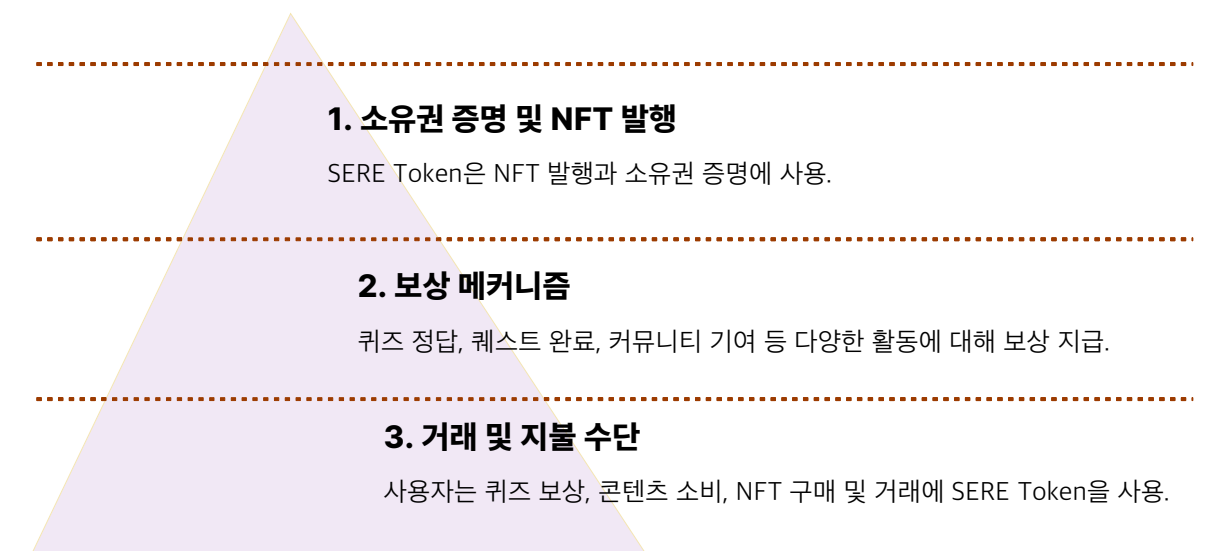 1. 소유권 증명 및 NFT 발행
SERE Token은 NFT 발행과 소유권 증명에 사용.
2. 보상 메커니즘
퀴즈 정답, 퀘스트 완료, 커뮤니티 기여 등 다양한 활동에 대해 보상 지급.
3. 거래 및 지불 수단
사용자는 퀴즈 보상, 콘텐츠 소비, NFT 구매 및 거래에 SERE Token을 사용.